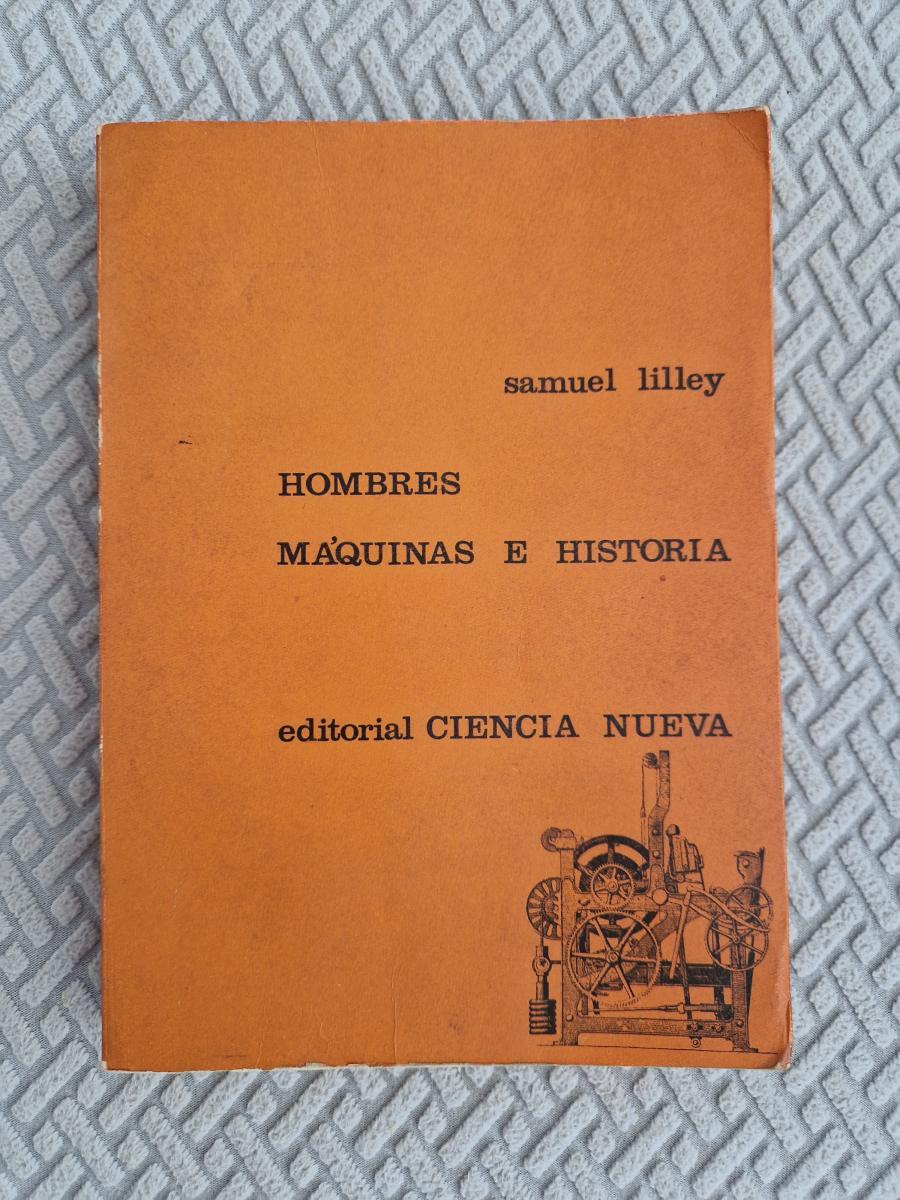 samuel lilley
HOMBRES
MÁQUINAS E HISTORIA
editorial CIENCIA NUEVA